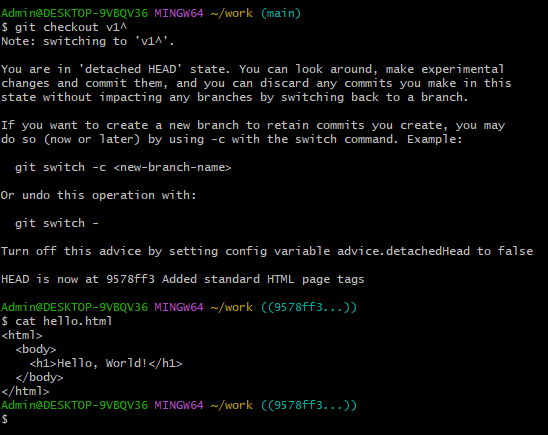 Admin@DESKTOP-9VBQV36 MINGW64 ~/work (main)
$ git checkout v1^
Note: switching to 'v1^'.

You are in 'detached HEAD' state. You can look around, make experimental
changes and commit them, and you can discard any commits you make in this
state without impacting any branches by switching back to a branch.

If you want to create a new branch to retain commits you create, you may
do so (now or later) by using -c with the switch command. Example:

  git switch -c <new-branch-name>

Or undo this operation with:

  git switch -

Turn off this advice by setting config variable advice.detachedHead to false

HEAD is now at 9578ff3 Added standard HTML page tags

Admin@DESKTOP-9VBQV36 MINGW64 ~/work ((9578ff3...))
$ cat hello.html
<html>
  <body>
    <h1>Hello, World!</h1>
  </body>
</html>
Admin@DESKTOP-9VBQV36 MINGW64 ~/work ((9578ff3...))
$